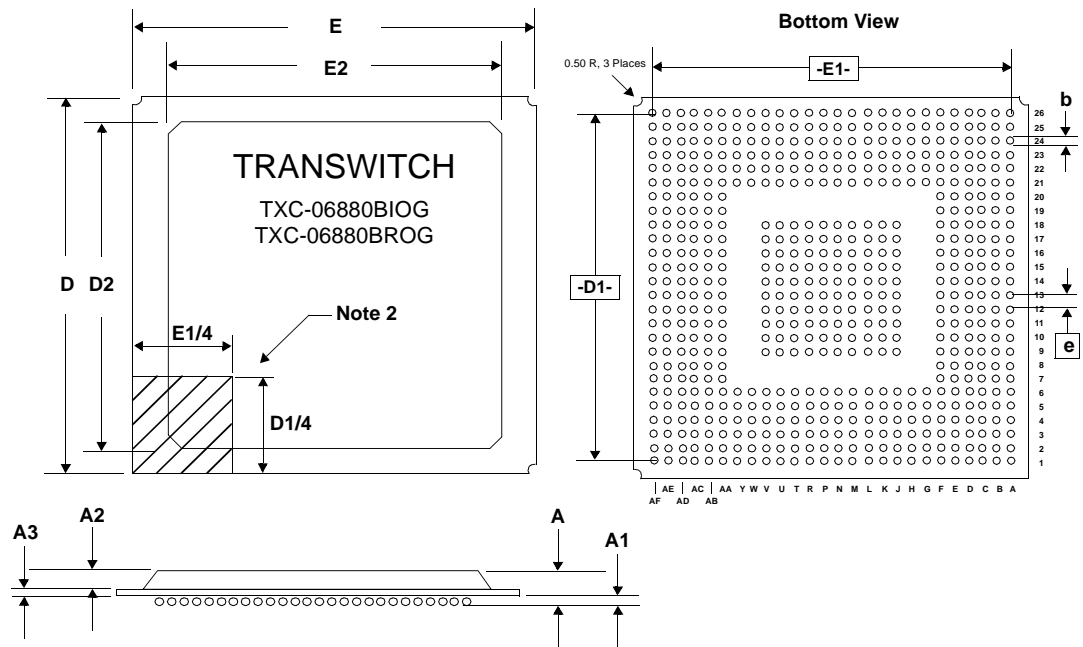 Bottom View
E
E2
0.50 R, 3 Places
-E1-
b
TRANSWITCH
TXC-06880BIOG
TXC-06880BROG
D
D2
-D1-
Note 2
E1/4
D1/4
e
26
25
24
23
22
21
20
19
18
17
16
15
14
13
12
11
10
9
8
7
6
5
4
3
2
1
AE AC AA Y W V U T R P N M L K J H G F E D C B A
AF AD AB
A3
A2
A
A1